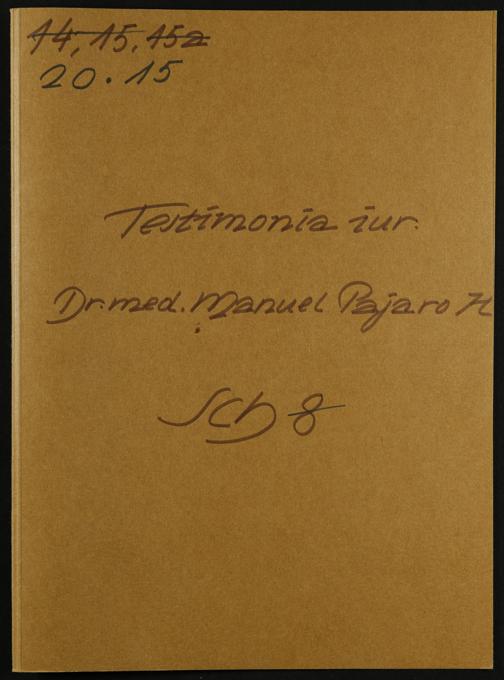 14, 15, 15a
20.15
Testimonia iur.
Dr. med. Manuel Pajaro H
Sch 8